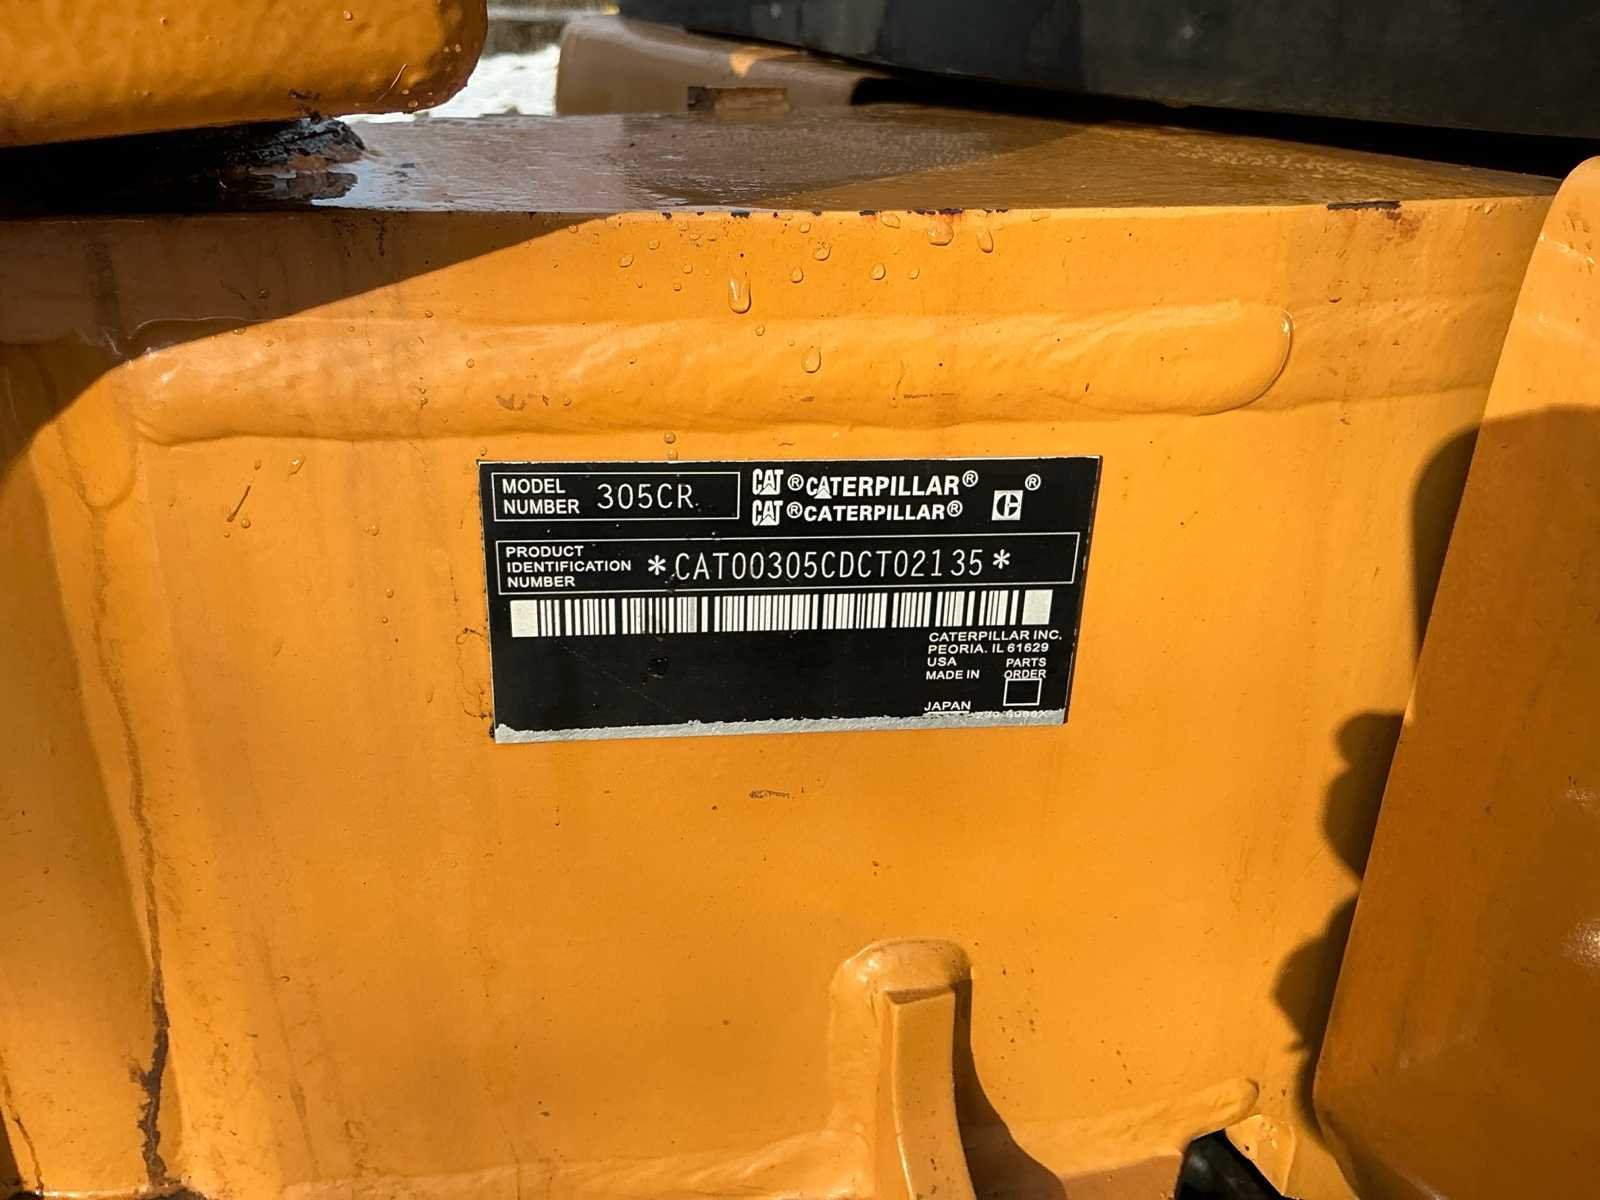 MODEL NUMBER 305CR
CAT®CATERPILLAR®
CAT®CATERPILLAR®
®
PRODUCT IDENTIFICATION NUMBER *CAT00305CDCT02135*
CATERPILLAR INC.
PEORIA. IL 61629
USA
MADE IN
PARTS
ORDER
JAPAN